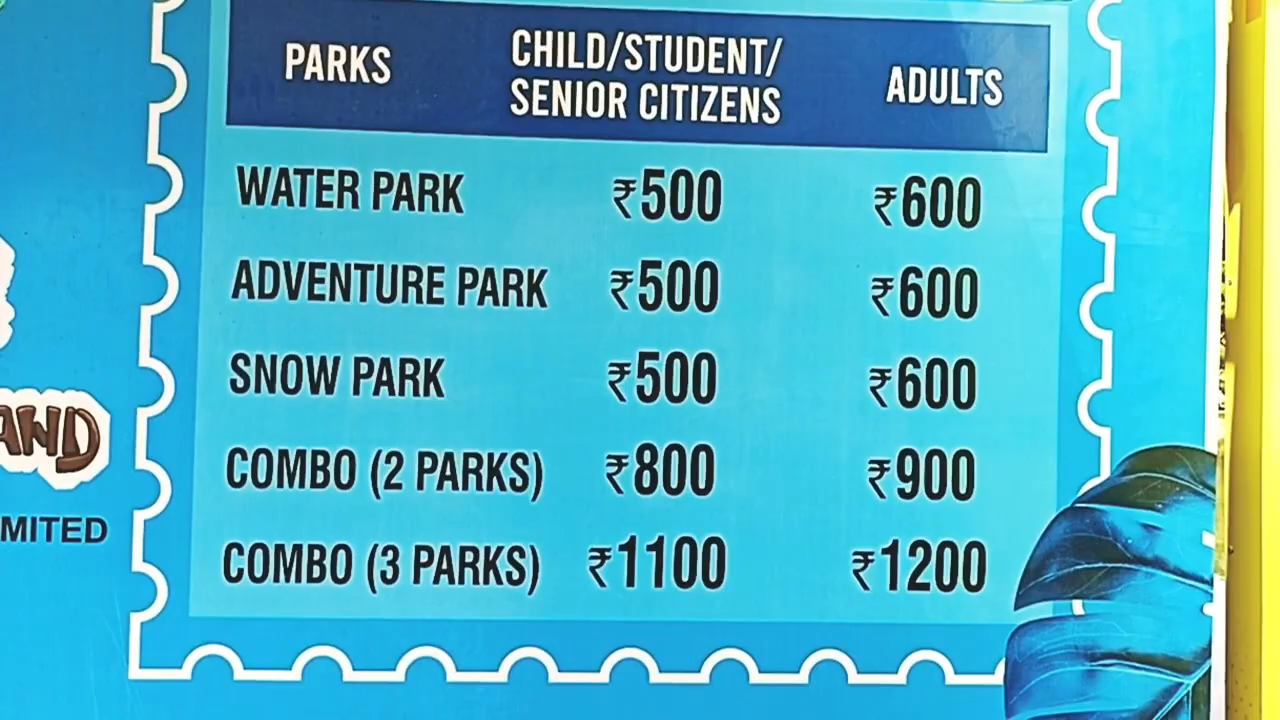 PARKS CHILD/STUDENT/ ADULTS
SENIOR CITIZENS
WATER PARK ₹500 ₹600
ADVENTURE PARK ₹500 ₹600
SNOW PARK ₹500 ₹600
COMBO (2 PARKS) ₹800 ₹900
COMBO (3 PARKS) ₹1100 ₹1200
AND
MITED